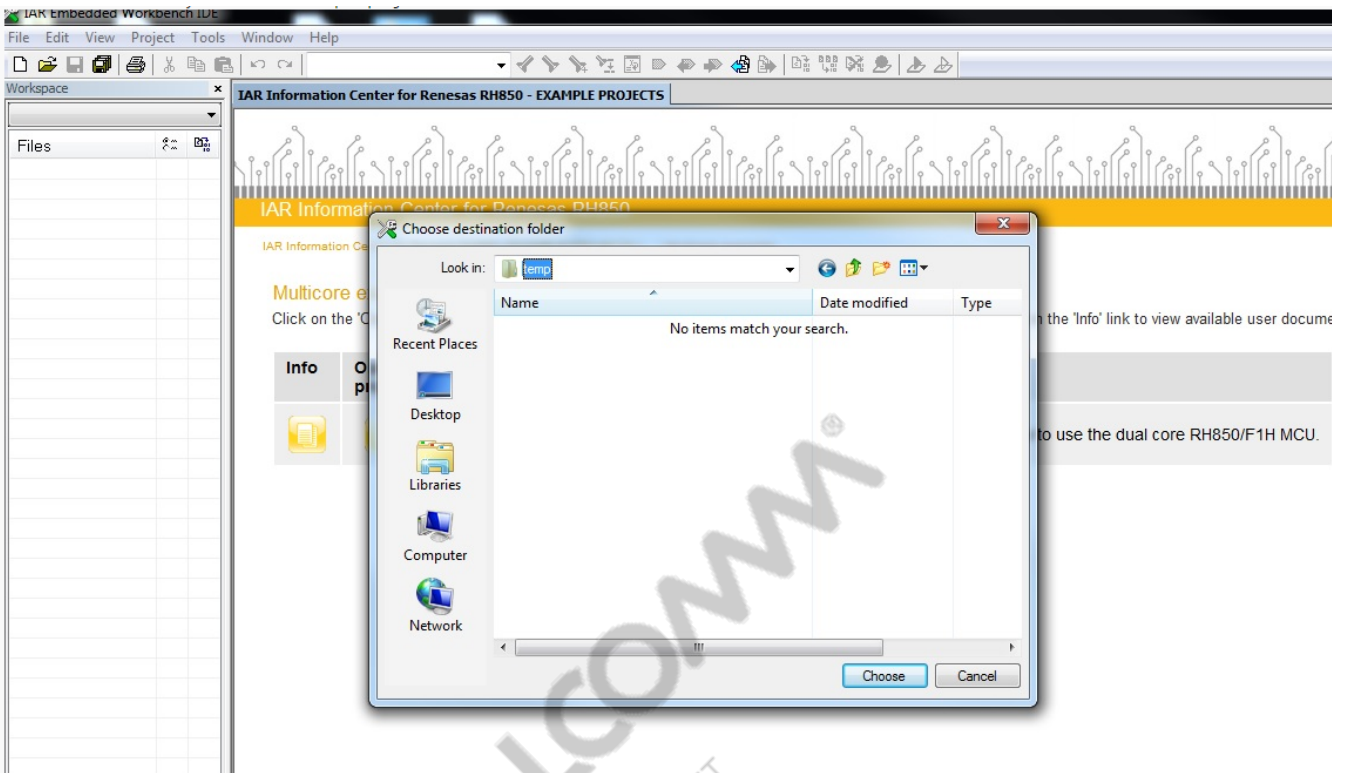 IAR Embedded Workbench IDE
File Edit View Project Tools Window Help
Workspace
IAR Information Center for Renesas RH850 - EXAMPLE PROJECTS
Files
IAR Information Center for Renesas RH850
Choose destination folder
IAR Information Ce
Look in: temp
Multicore e
Name Date modified Type
Click on the 'C
No items match your search.
the 'Info' link to view available user docume
Recent Places
Info
Desktop
to use the dual core RH850/F1H MCU.
Libraries
Computer
Network
Choose Cancel